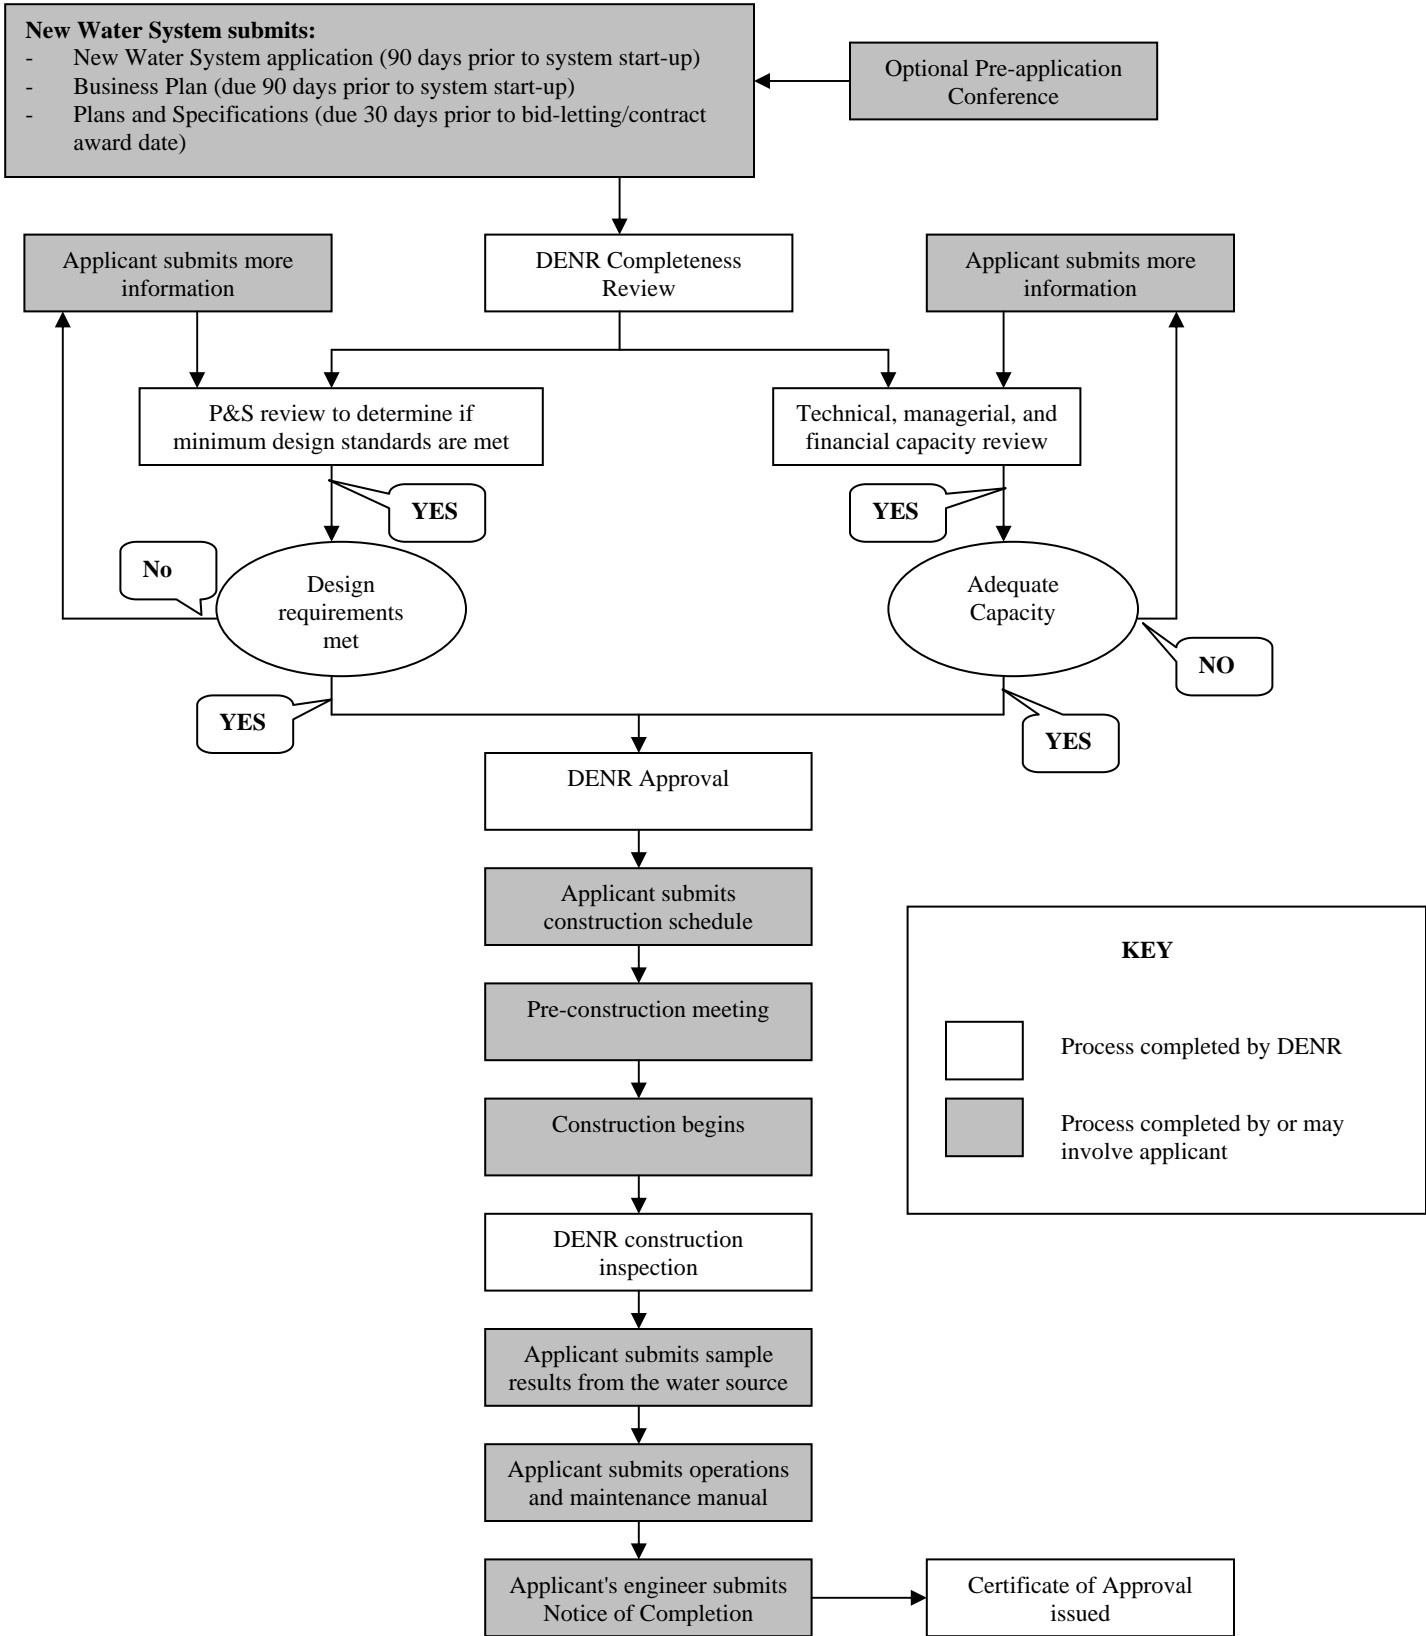 New Water System submits:
- New Water System application (90 days prior to system start-up)
- Business Plan (due 90 days prior to system start-up)
- Plans and Specifications (due 30 days prior to bid-letting/contract
award date)
Optional Pre-application
Conference
Applicant submits more
information
DENR Completeness
Review
Applicant submits more
information
P&S review to determine if
minimum design standards are met
Technical, managerial, and
financial capacity review
YES
YES
No
Design
requirements
met
Adequate
Capacity
NO
YES
YES
DENR Approval
Applicant submits
construction schedule
Pre-construction meeting
Construction begins
DENR construction
inspection
Applicant submits sample
results from the water source
Applicant submits operations
and maintenance manual
Applicant's engineer submits
Notice of Completion
Certificate of Approval
issued
KEY
Process completed by DENR
Process completed by or may
involve applicant